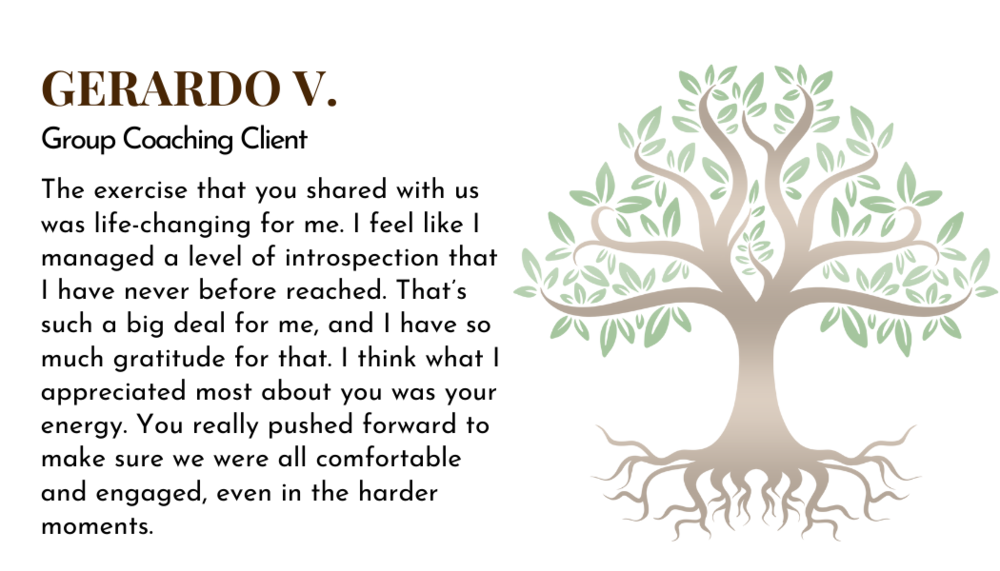 GERARDO V.
Group Coaching Client
The exercise that you shared with us
was life-changing for me. I feel like I
managed a level of introspection that
I have never before reached. That's
such a big deal for me, and I have so
much gratitude for that. I think what I
appreciated most about you was your
energy. You really pushed forward to
make sure we were all comfortable
and engaged, even in the harder
moments.